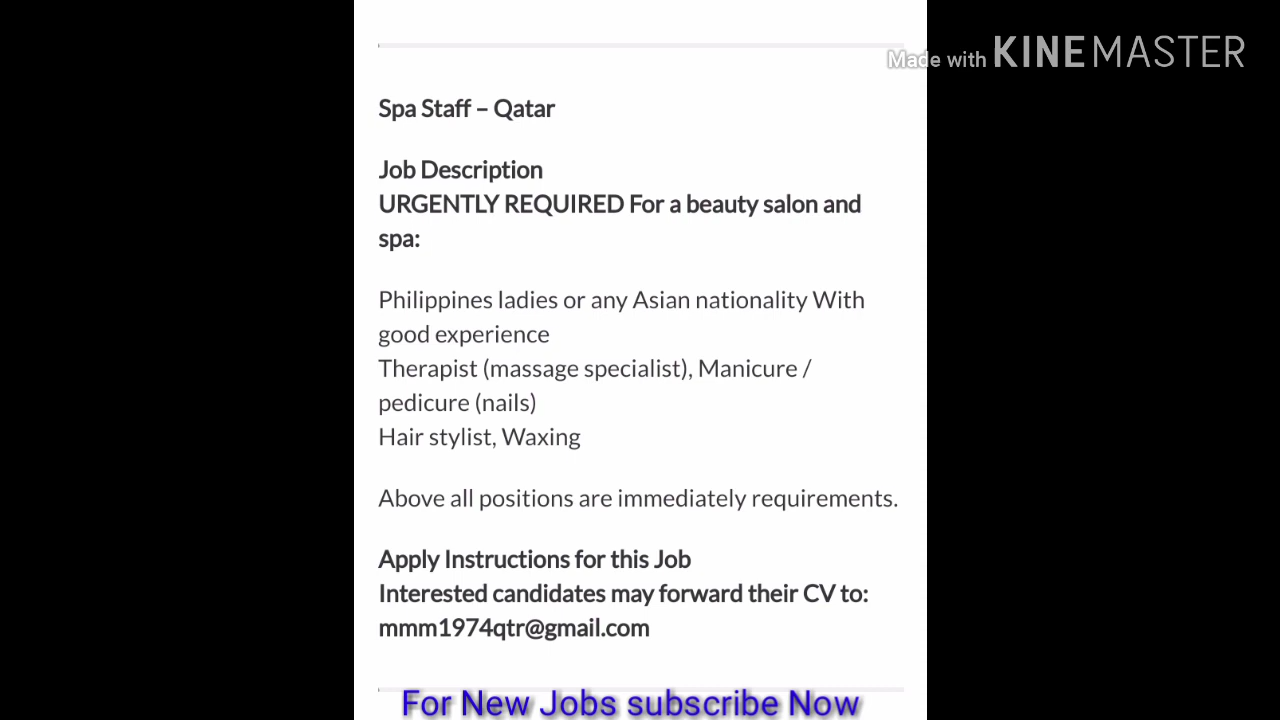 Made with KINEMASTER
Spa Staff – Qatar
Job Description
URGENTLY REQUIRED For a beauty salon and
spa:
Philippines ladies or any Asian nationality With
good experience
Therapist (massage specialist), Manicure /
pedicure (nails)
Hair stylist, Waxing
Above all positions are immediately requirements.
Apply Instructions for this Job
Interested candidates may forward their CV to:
mmm1974qtr@gmail.com
For New Jobs subscribe Now